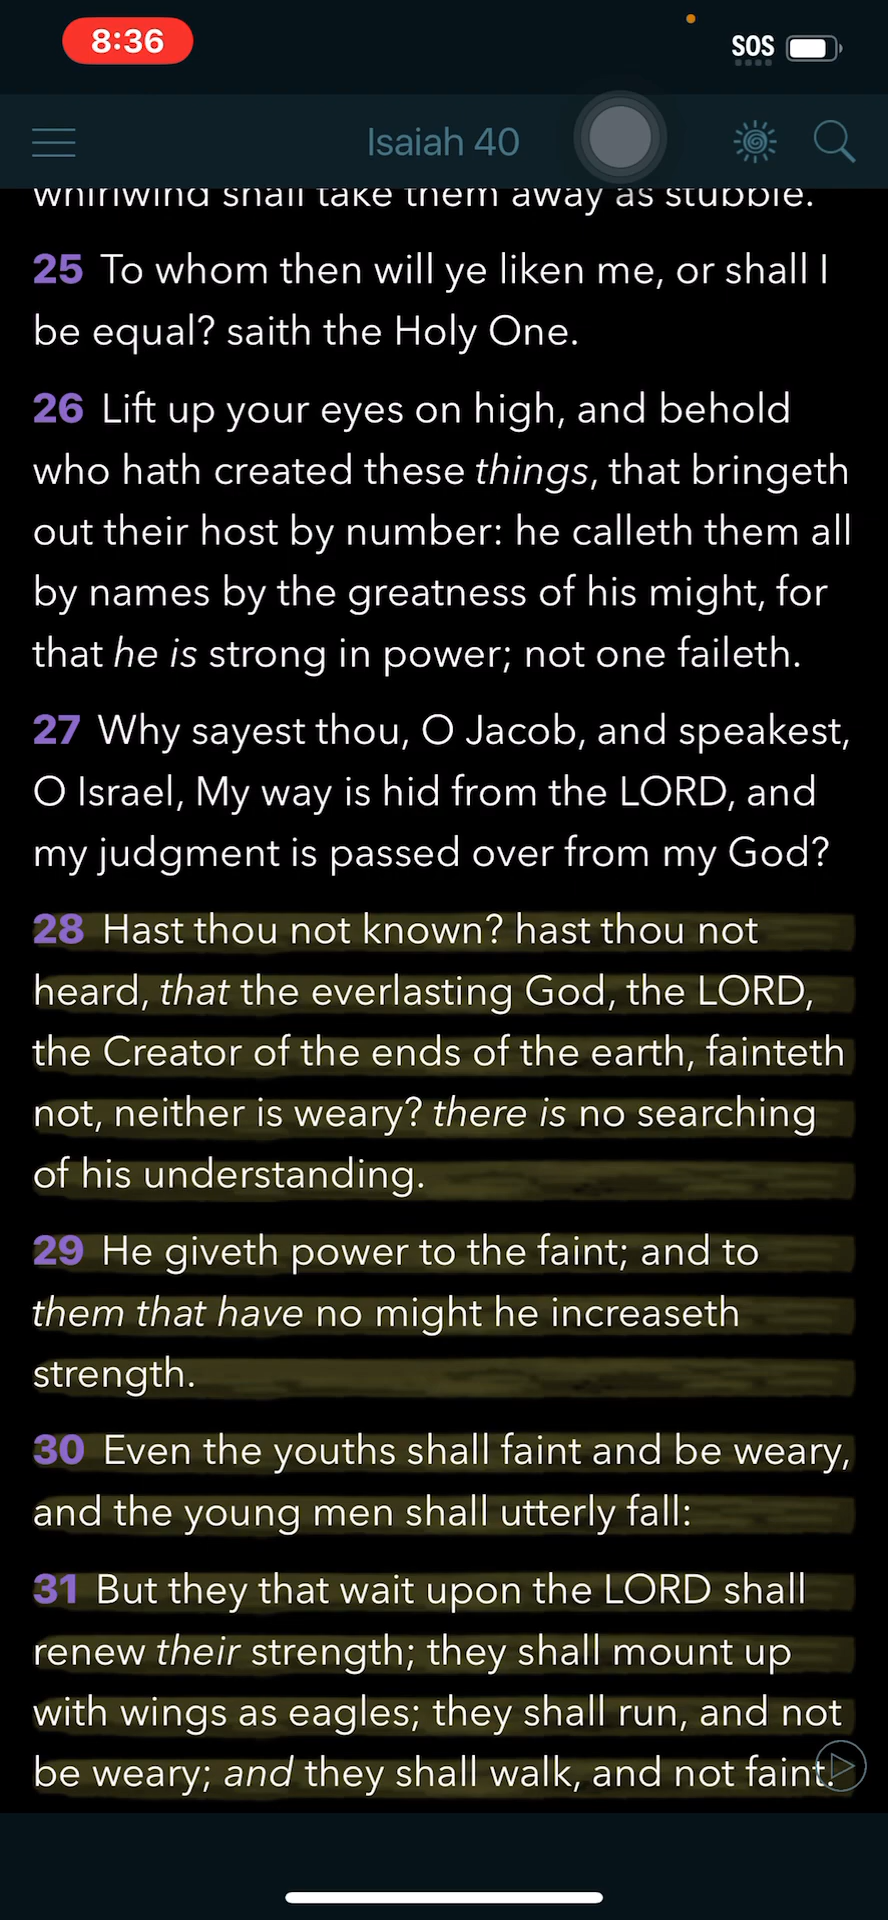 8:36
SOS
Isaiah 40
whirlwind shall take them away as stubble.
25 To whom then will ye liken me, or shall I
be equal? saith the Holy One.
26 Lift up your eyes on high, and behold
who hath created these things, that bringeth
out their host by number: he calleth them all
by names by the greatness of his might, for
that he is strong in power; not one faileth.
27 Why sayest thou, O Jacob, and speakest,
O Israel, My way is hid from the LORD, and
my judgment is passed over from my God?
28 Hast thou not known? hast thou not
heard, that the everlasting God, the LORD,
the Creator of the ends of the earth, fainteth
not, neither is weary? there is no searching
of his understanding.
29 He giveth power to the faint; and to
them that have no might he increaseth
strength.
30 Even the youths shall faint and be weary,
and the young men shall utterly fall:
31 But they that wait upon the LORD shall
renew their strength; they shall mount up
with wings as eagles; they shall run, and not
be weary; and they shall walk, and not faint.